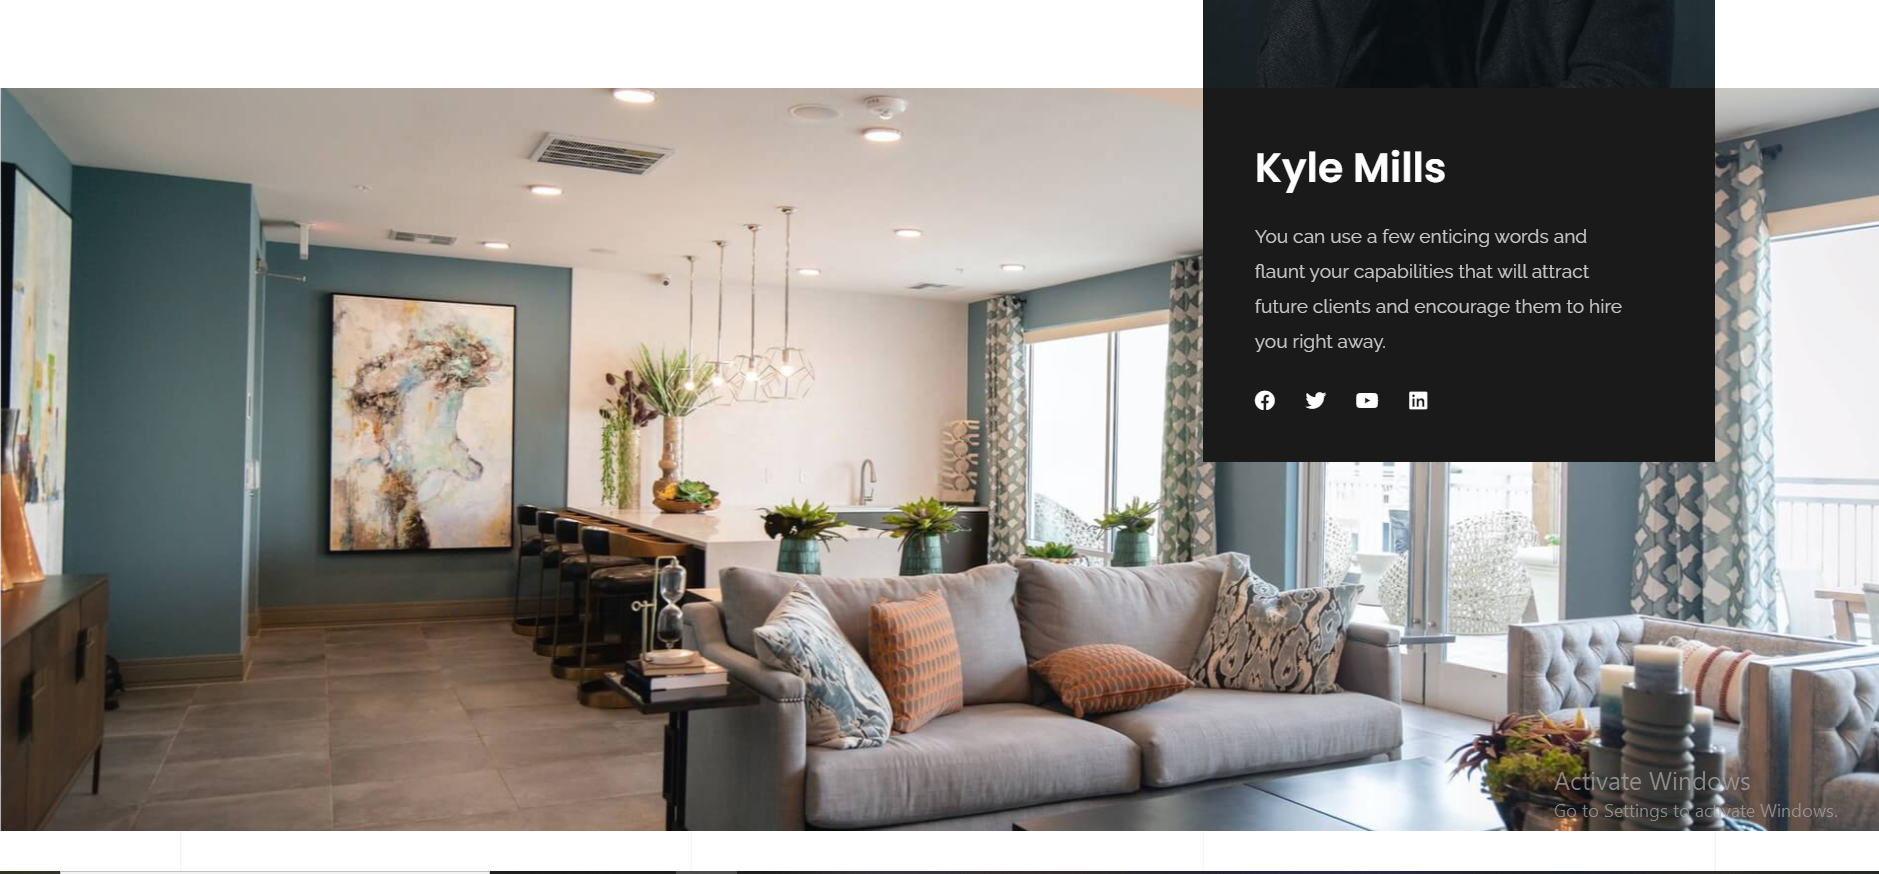 Kyle Mills
You can use a few enticing words and
flaunt your capabilities that will attract
future clients and encourage them to hire
you right away.
Activate Windows
Go to Settings to activate Windows.